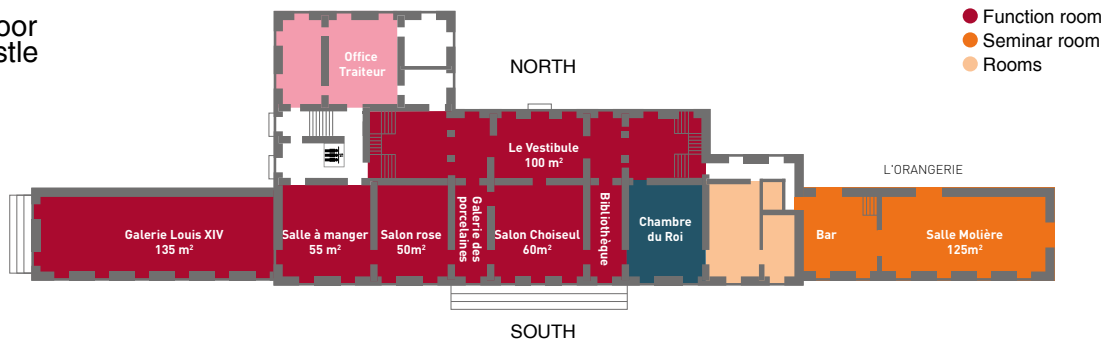 oor
stle
Function room
Seminar room
Rooms
Office
Traiteur
NORTH
Le Vestibule
100 m²
L'ORANGERIE
Galerie Louis XIV
135 m²
Salle à manger
55 m²
Salon rose
50m²
Galerie des
porcelaines
Salon Choiseul
60m²
Bibliothèque
Chambre
du Roi
Bar
Salle Molière
125m²
SOUTH